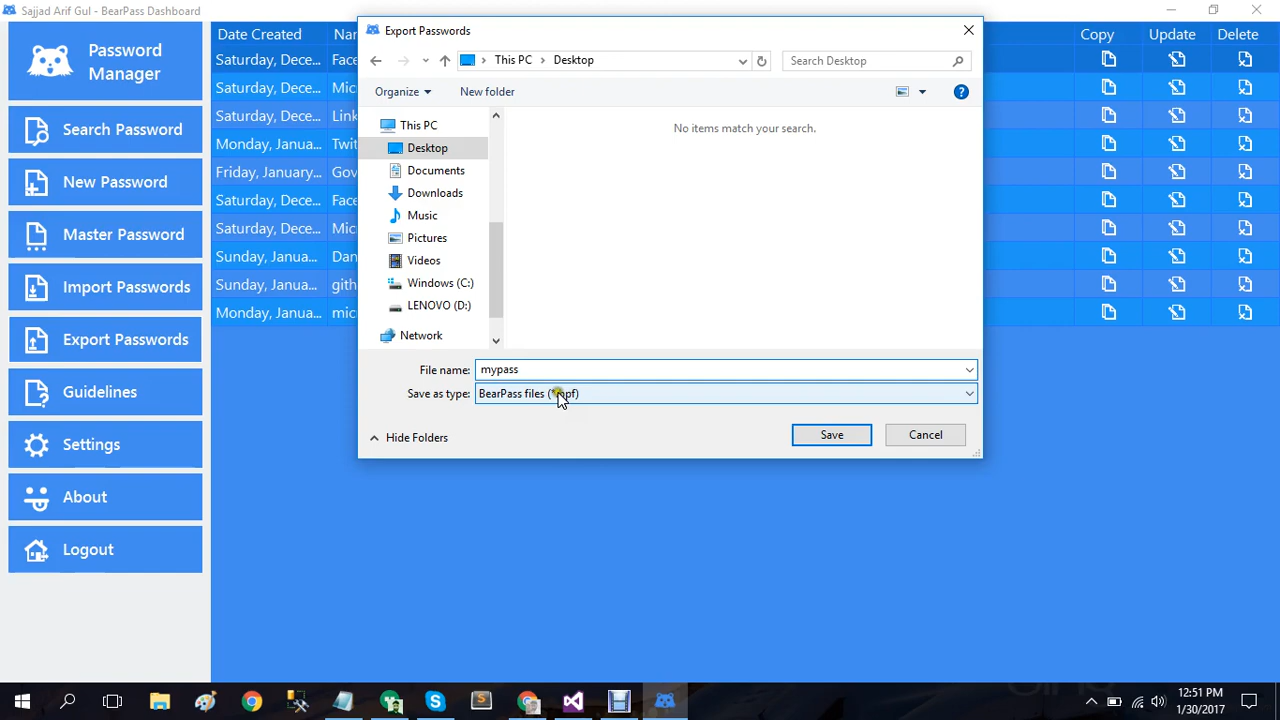 Sajjad Arif Gul - BearPass Dashboard
Password Manager
Search Password
New Password
Master Password
Import Passwords
Export Passwords
Guidelines
Settings
About
Logout
Date Created
Copy Update Delete
Saturday, Dece...
Saturday, Dece...
Saturday, Dece...
Monday, Janua...
Friday, January...
Saturday, Dece...
Saturday, Dece...
Sunday, Janua...
Sunday, Janua...
Monday, Janua...
Export Passwords
This PC Desktop
Search Desktop
Organize New folder
This PC
Desktop
Documents
Downloads
Music
Pictures
Videos
Windows (C:)
LENOVO (D:)
Network
No items match your search.
File name: mypass
Save as type: BearPass files
Hide Folders
Save Cancel
12:51 PM
1/30/2017